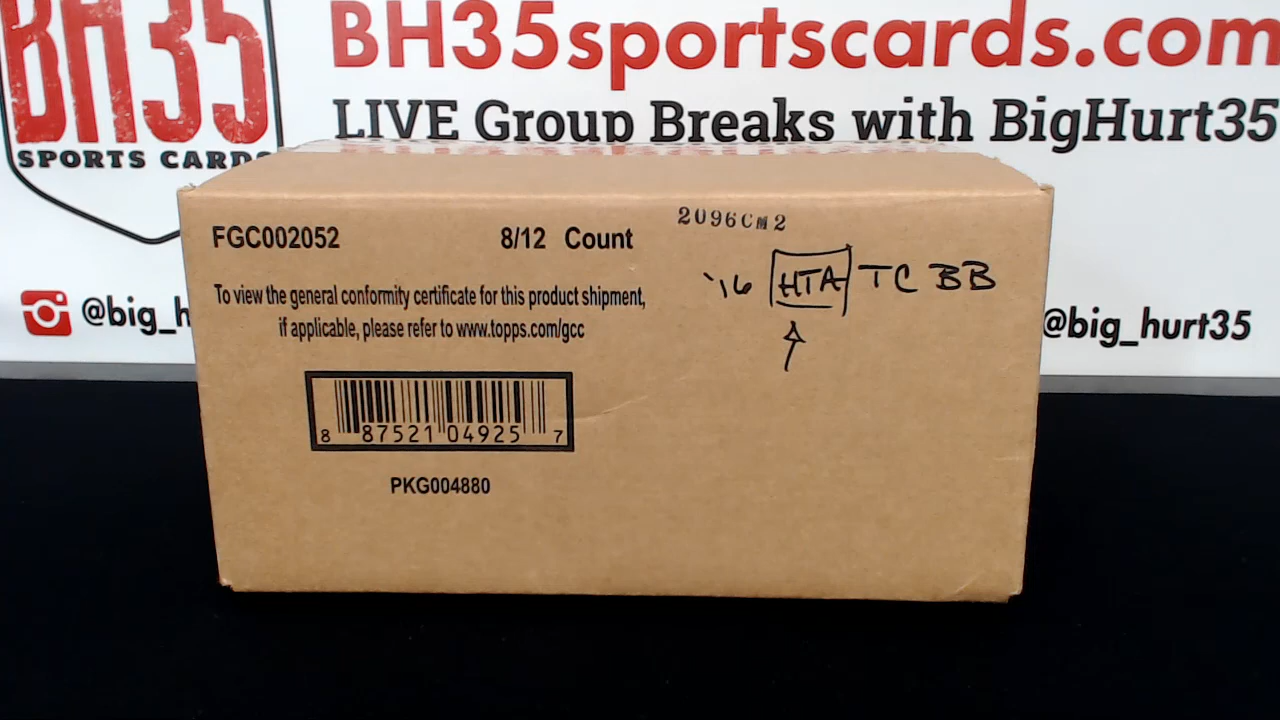 BH35
SPORTS CARDS
BH35sportscards.com
LIVE Group Breaks with BigHurt35
@big_h
@big_hurt35
FGC002052
8/12 Count
2096CM2
'16 HTA TC BB
To view the general conformity certificate for this product shipment,
if applicable, please refer to www.topps.com/gcc
8 87521 04925 7
PKG004880